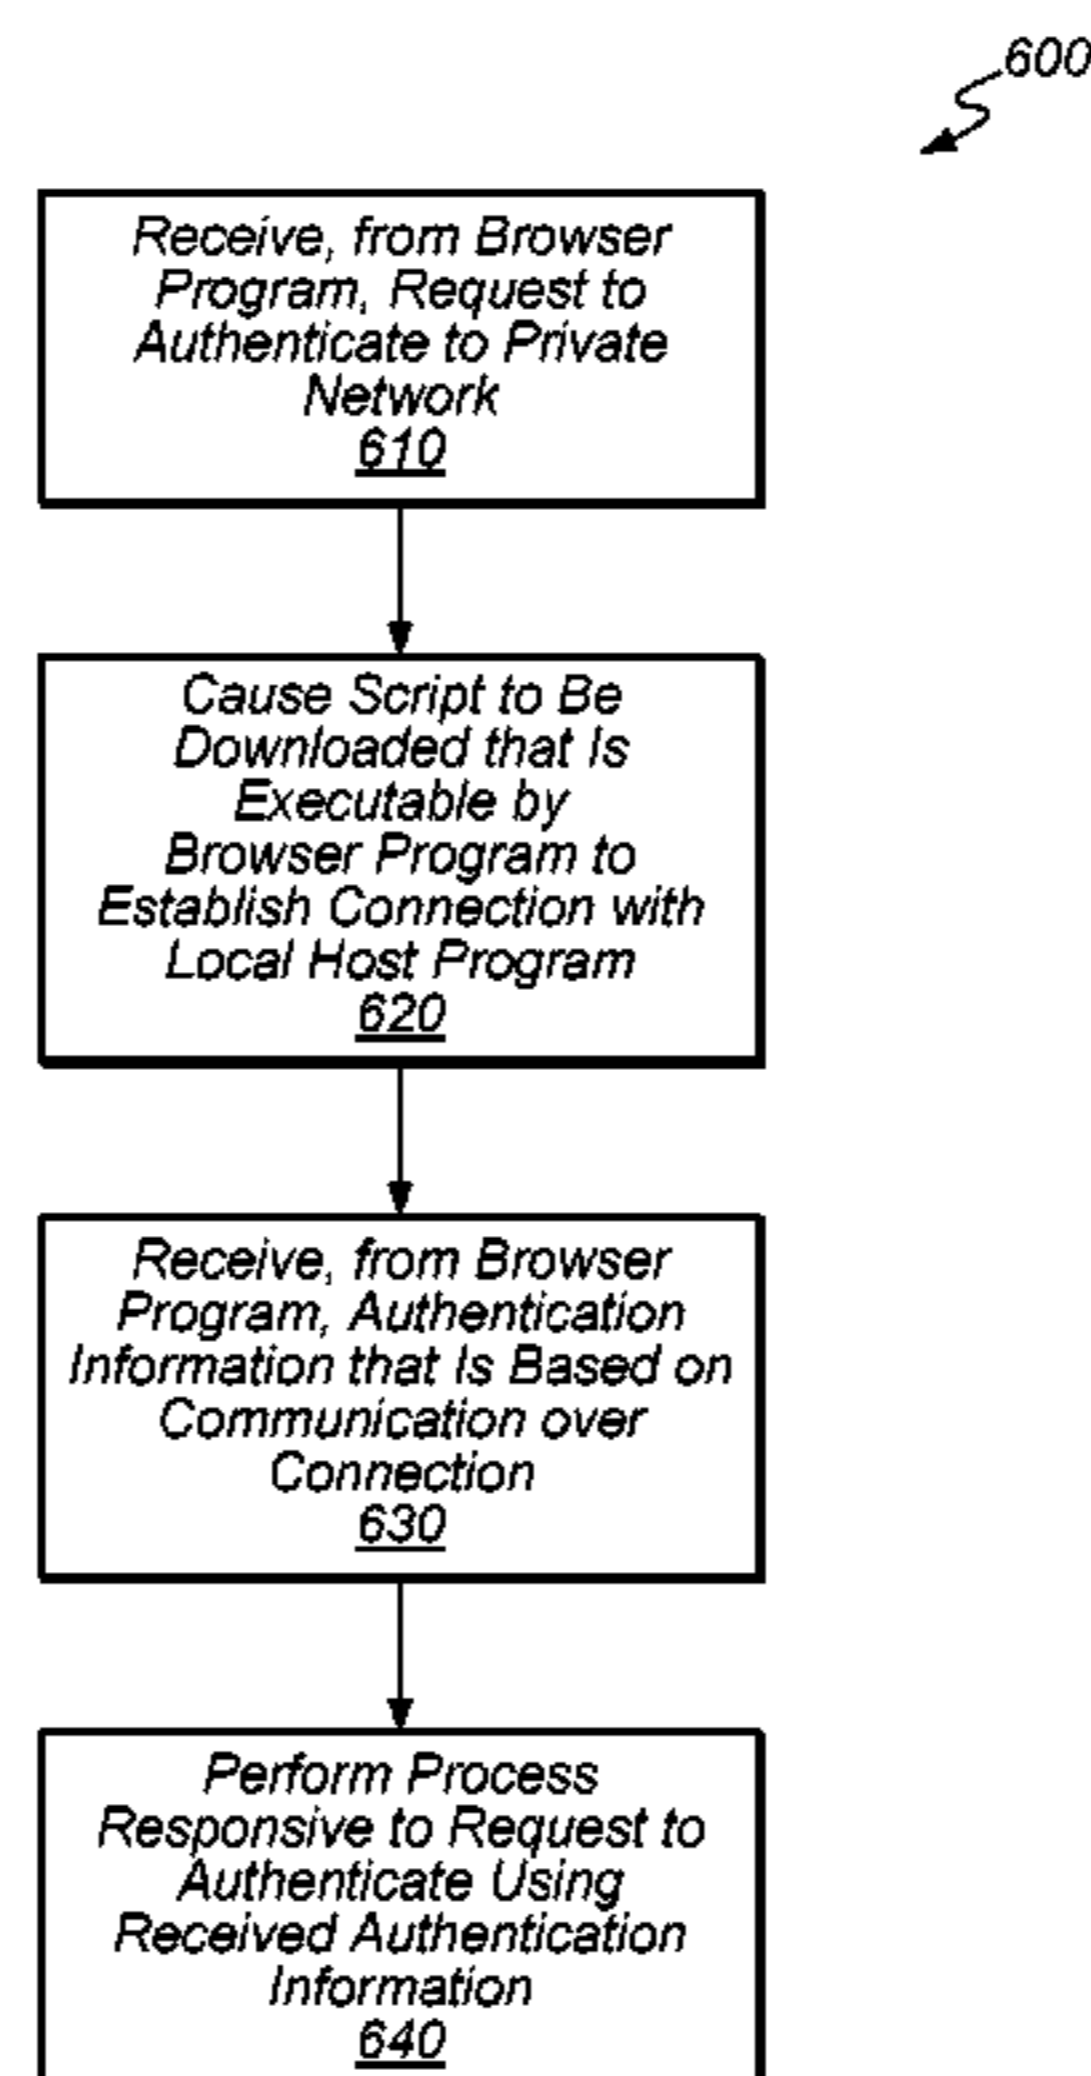 600
Receive, from Browser
Program, Request to
Authenticate to Private
Network
610
Cause Script to Be
Downloaded that Is
Executable by
Browser Program to
Establish Connection with
Local Host Program
620
Receive, from Browser
Program, Authentication
Information that Is Based on
Communication over
Connection
630
Perform Process
Responsive to Request to
Authenticate Using
Received Authentication
Information
640